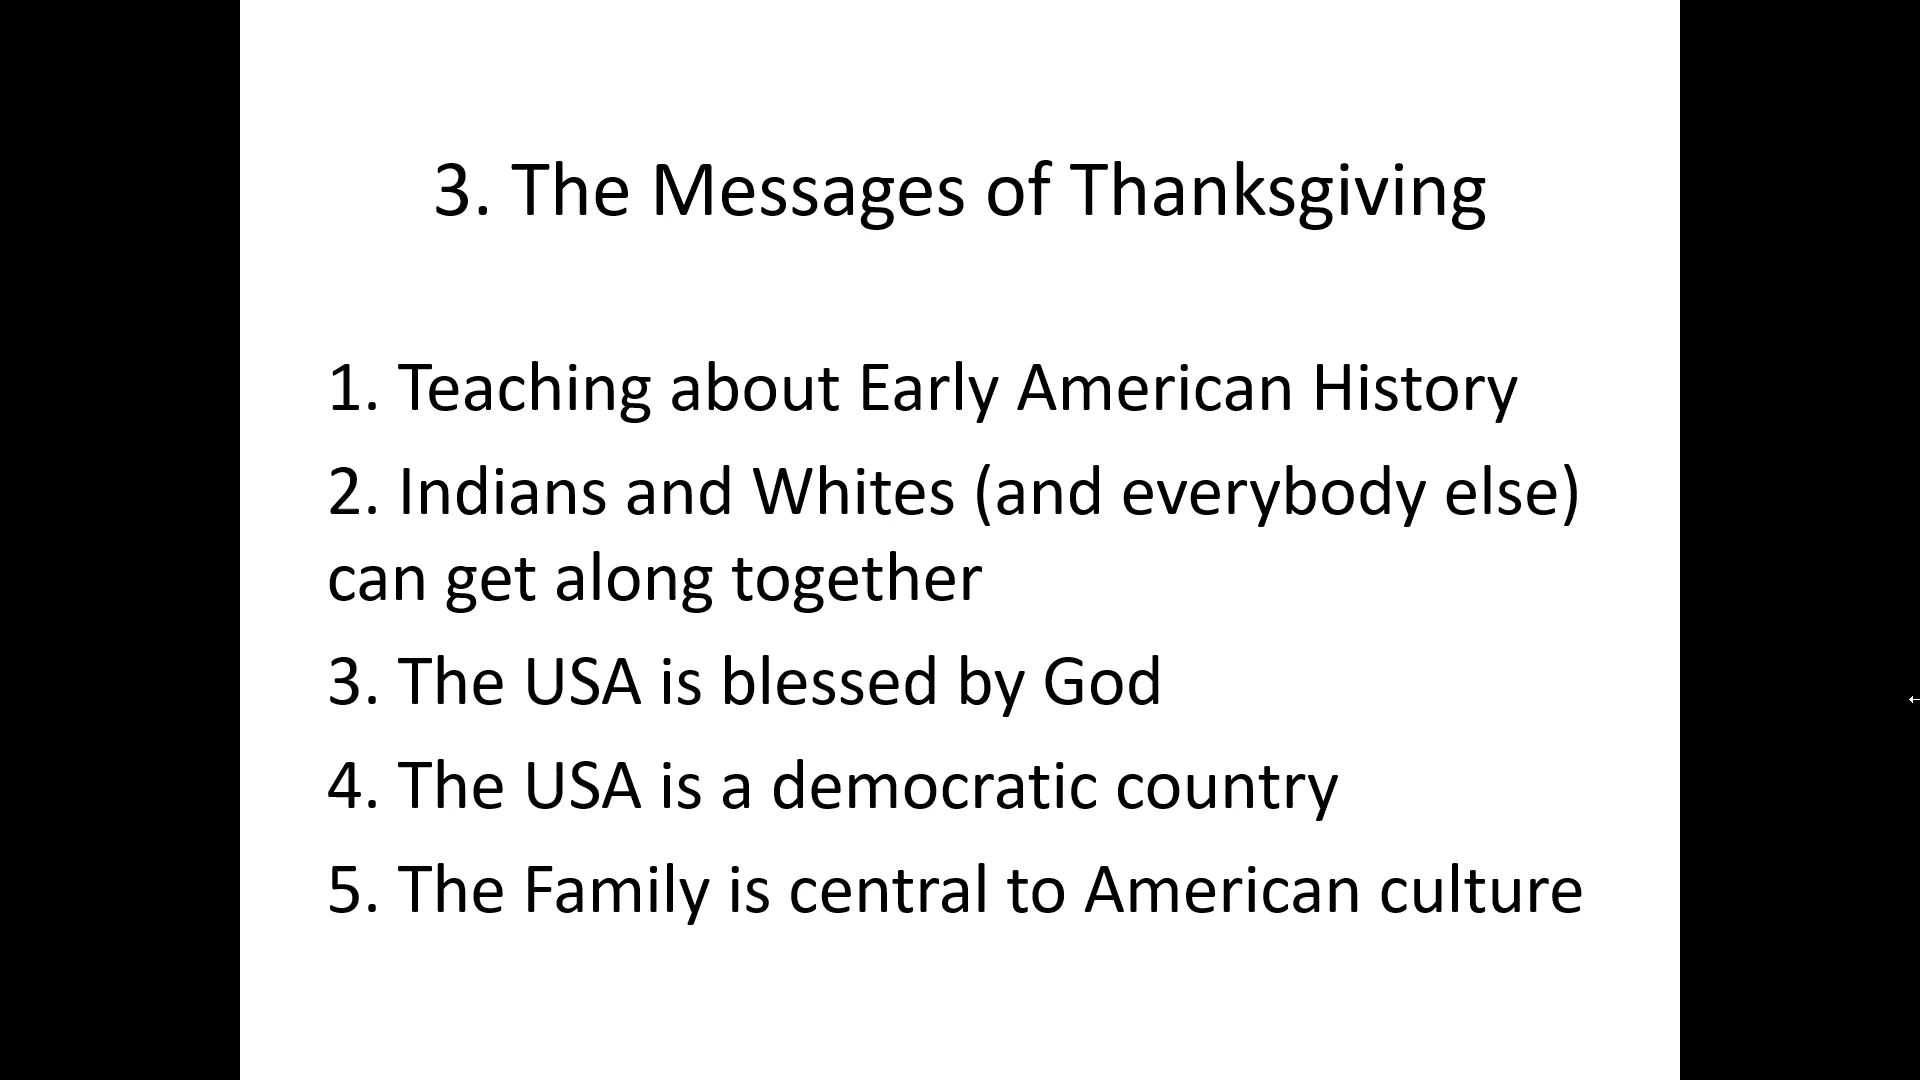 3. The Messages of Thanksgiving
1. Teaching about Early American History
2. Indians and Whites (and everybody else)
can get along together
3. The USA is blessed by God
4. The USA is a democratic country
5. The Family is central to American culture